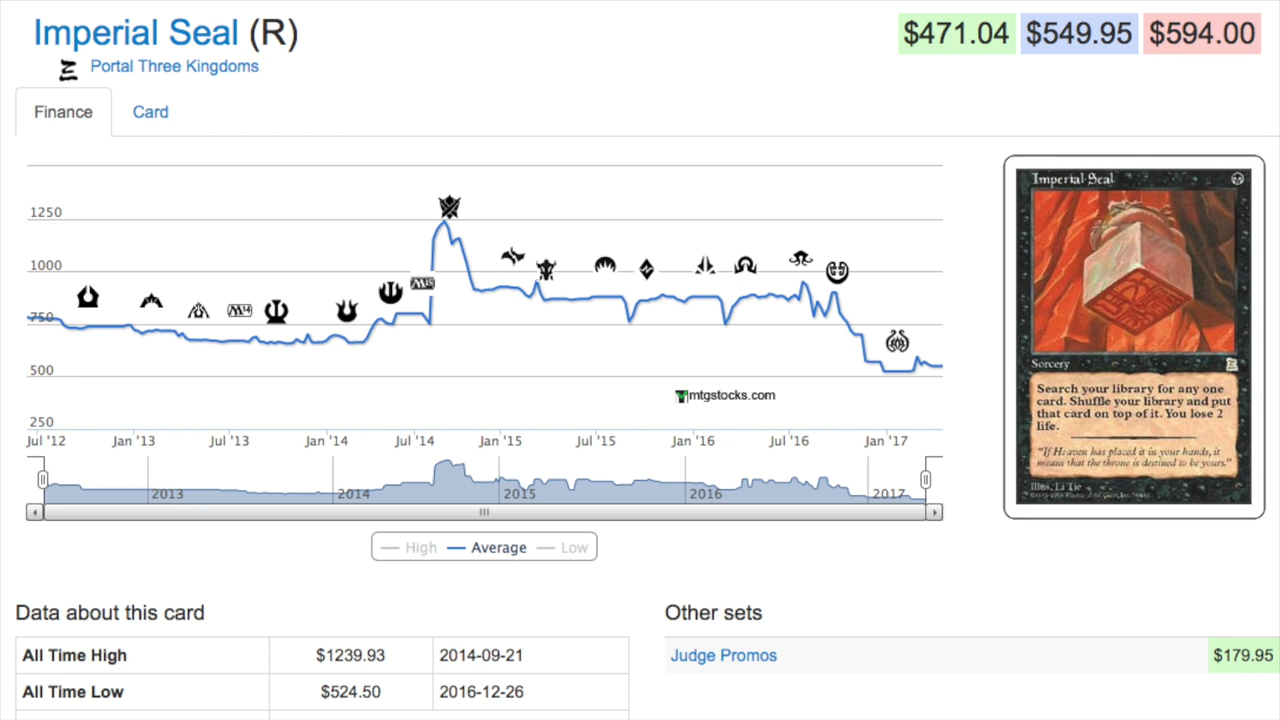 Imperial Seal (R)
$471.04 $549.95 $594.00
Portal Three Kingdoms
Finance Card
1250
1000
750
500
250
M14
M15
mtgstocks.com
Jul '12 Jan '13 Jul '13 Jan '14 Jul '14 Jan '15 Jul '15 Jan '16 Jul '16 Jan '17
2013 2014 2015 2016 2017
High Average Low
Imperial Seal
Sorcery
Search your library for any one
card. Shuffle your library and put
that card on top of it. You lose 2
life.
"If Heaven has placed it in your hands, it
means that the throne is destined to be yours."
Illus. Li Tie
Data about this card
All Time High $1239.93 2014-09-21
All Time Low $524.50 2016-12-26
Other sets
Judge Promos $179.95